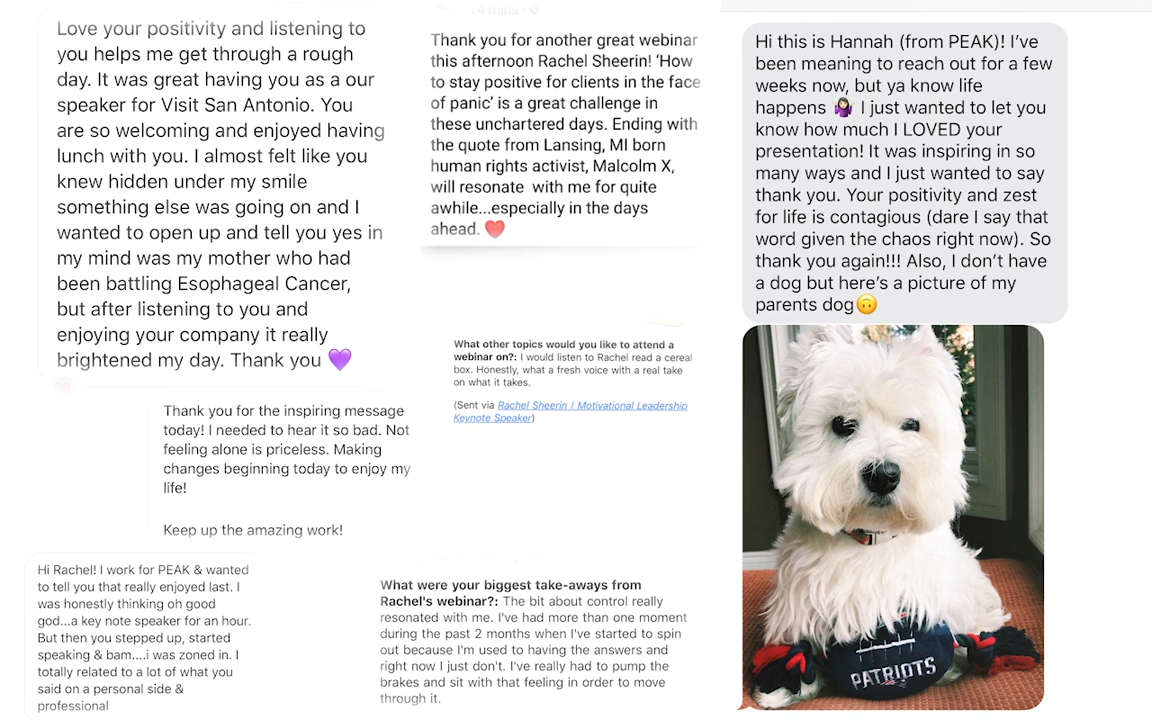 Love your positivity and listening to
you helps me get through a rough
day. It was great having you as a our
speaker for Visit San Antonio. You
are so welcoming and enjoyed having
lunch with you. I almost felt like you
knew hidden under my smile
something else was going on and I
wanted to open up and tell you yes in
my mind was my mother who had
been battling Esophageal Cancer,
but after listening to you and
enjoying your company it really
brightened my day. Thank you 💜
Thank you for the inspiring message
today! I needed to hear it so bad. Not
feeling alone is priceless. Making
changes beginning today to enjoy my
life!
Keep up the amazing work!
Hi Rachel! I work for PEAK & wanted
to tell you that really enjoyed last. I
was honestly thinking oh good
god...a key note speaker for an hour.
But then you stepped up, started
speaking & bam....i was zoned in. I
totally related to a lot of what you
said on a personal side &
professional
14 mins
Thank you for another great webinar
this afternoon Rachel Sheerin! 'How
to stay positive for clients in the face
of panic' is a great challenge in
these unchartered days. Ending with
the quote from Lansing, MI born
human rights activist, Malcolm X,
will resonate with me for quite
awhile...especially in the days
ahead. ❤️
What other topics would you like to attend a
webinar on?: I would listen to Rachel read a cereal
box. Honestly, what a fresh voice with a real take
on what it takes.
(Sent via Rachel Sheerin | Motivational Leadership
Keynote Speaker)
What were your biggest take-aways from
Rachel's webinar?: The bit about control really
resonated with me. I've had more than one moment
during the past 2 months when I've started to spin
out because I'm used to having the answers and
right now I just don't. I've really had to pump the
brakes and sit with that feeling in order to move
through it.
Hi this is Hannah (from PEAK)! I've
been meaning to reach out for a few
weeks now, but ya know life
happens 🤷🏻‍♀️ I just wanted to let you
know how much I LOVED your
presentation! It was inspiring in so
many ways and I just wanted to say
thank you. Your positivity and zest
for life is contagious (dare I say that
word given the chaos right now). So
thank you again!!! Also, I don't have
a dog but here's a picture of my
parents dog🙃
PATRIOTS